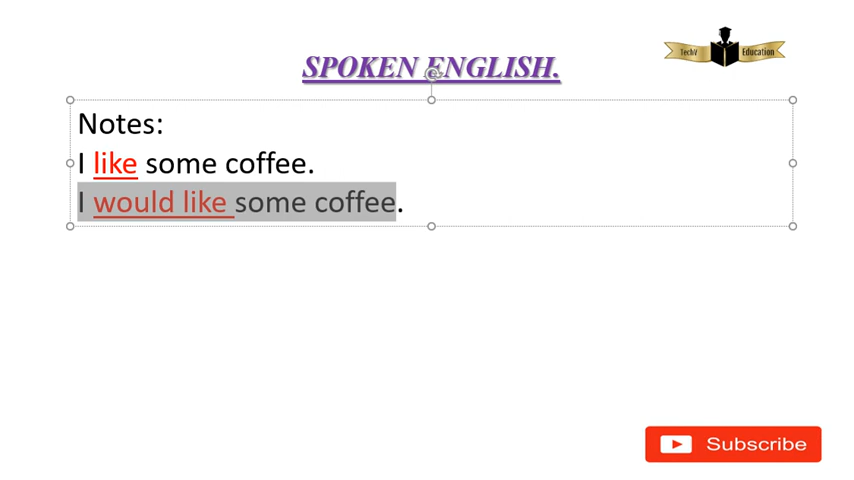 SPOKEN ENGLISH.
TechV Education
Notes:
I like some coffee.
I would like some coffee.
Subscribe